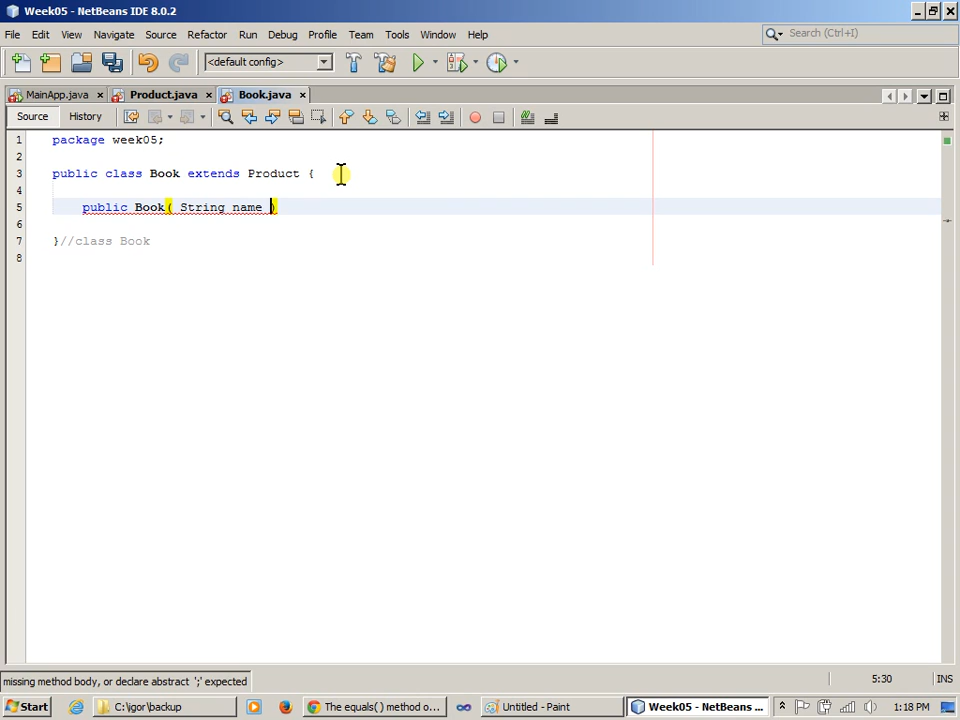 Week05 - NetBeans IDE 8.0.2
File Edit View Navigate Source Refactor Run Debug Profile Team Tools Window Help
Search (Ctrl+I)
<default config>
MainApp.java Product.java Book.java
Source History
1 package week05;
2
3 public class Book extends Product {
4
5 public Book( String name )
6
7 }//class Book
8
missing method body, or declare abstract ';' expected
5:30 INS
Start C:\igor\backup The equals( ) method o... Untitled - Paint Week05 - NetBeans ... 1:18 PM